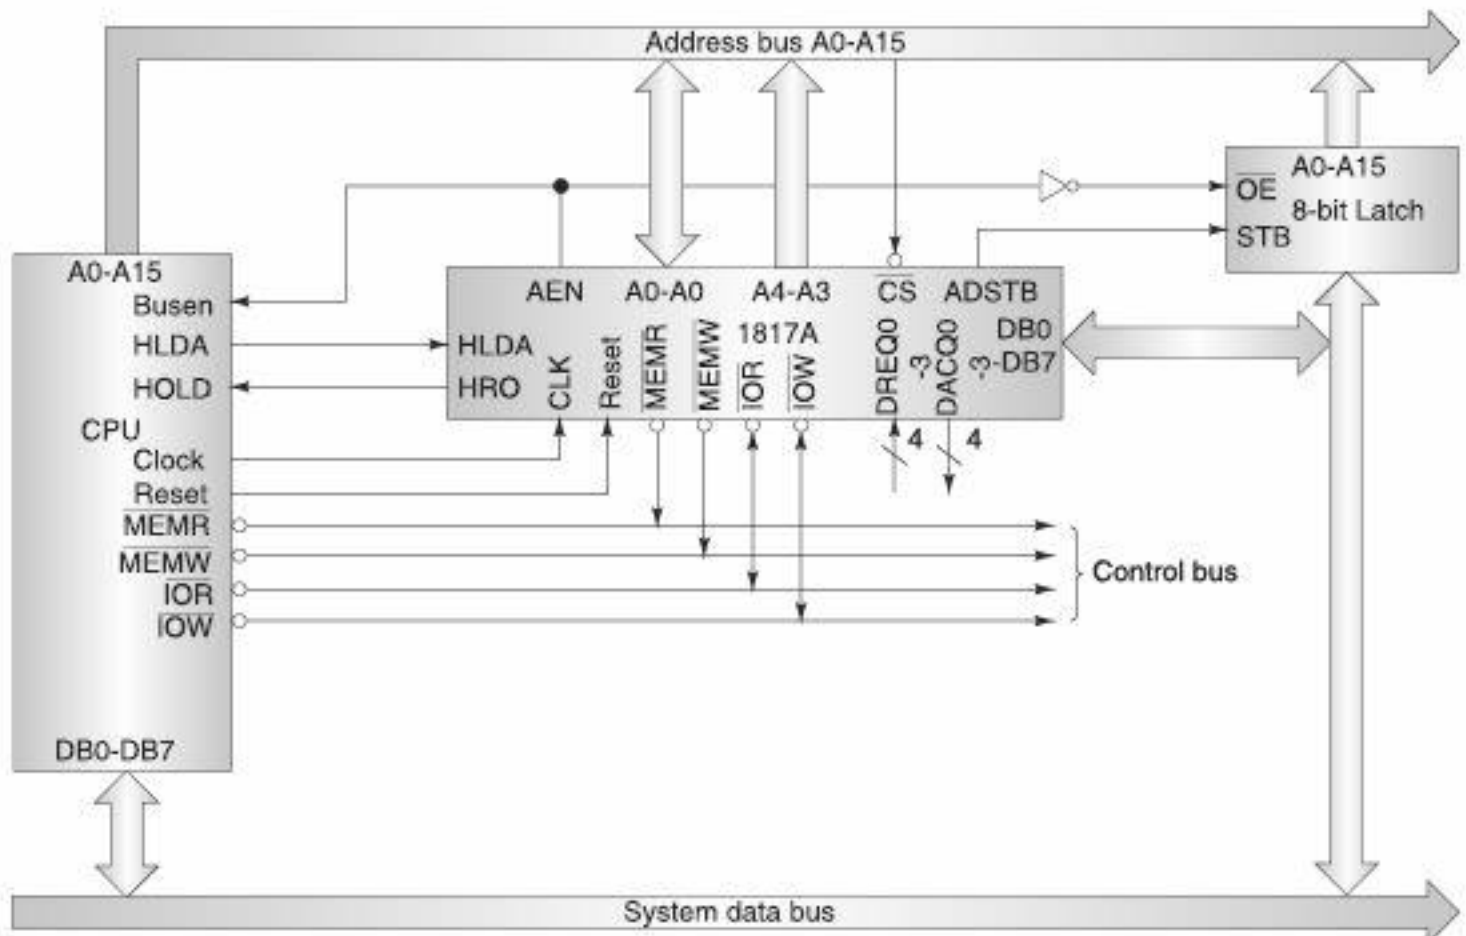 Address bus A0-A15
A0-A15
OE
8-bit Latch
STB
A0-A15
Busen
HLDA
HOLD
CPU
Clock
Reset
MEMR
MEMW
IOR
IOW
DB0-DB7
AEN
A0-A0
A4-A3
CS
ADSTB
HLDA
HRO
CLK
Reset
MEMR
MEMW
1817A
IOR
IOW
DREQ0
-3
DACQ0
-3
DB0
-DB7
4
4
Control bus
System data bus